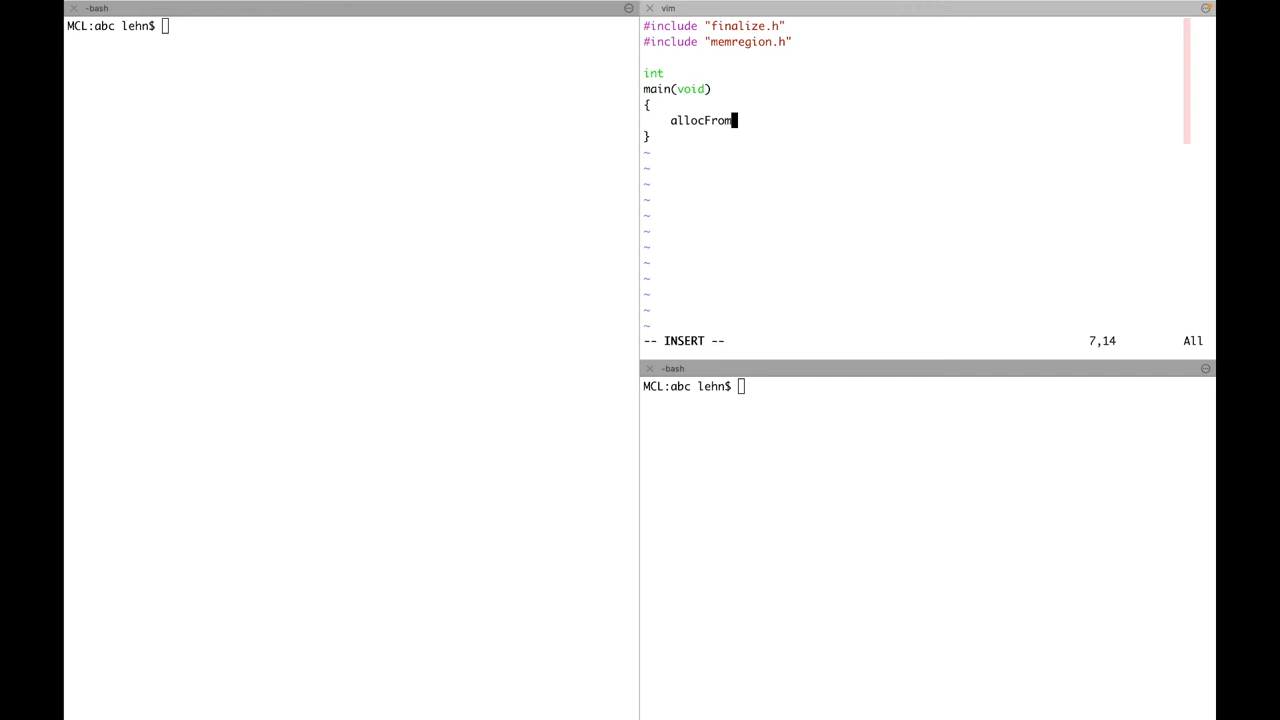 -bash
MCL:abc lehn$
vim
#include "finalize.h"
#include "memregion.h"
int
main(void)
{
allocFrom
}
~
~
~
~
~
~
~
~
~
~
~
~
-- INSERT --
7,14
All
-bash
MCL:abc lehn$